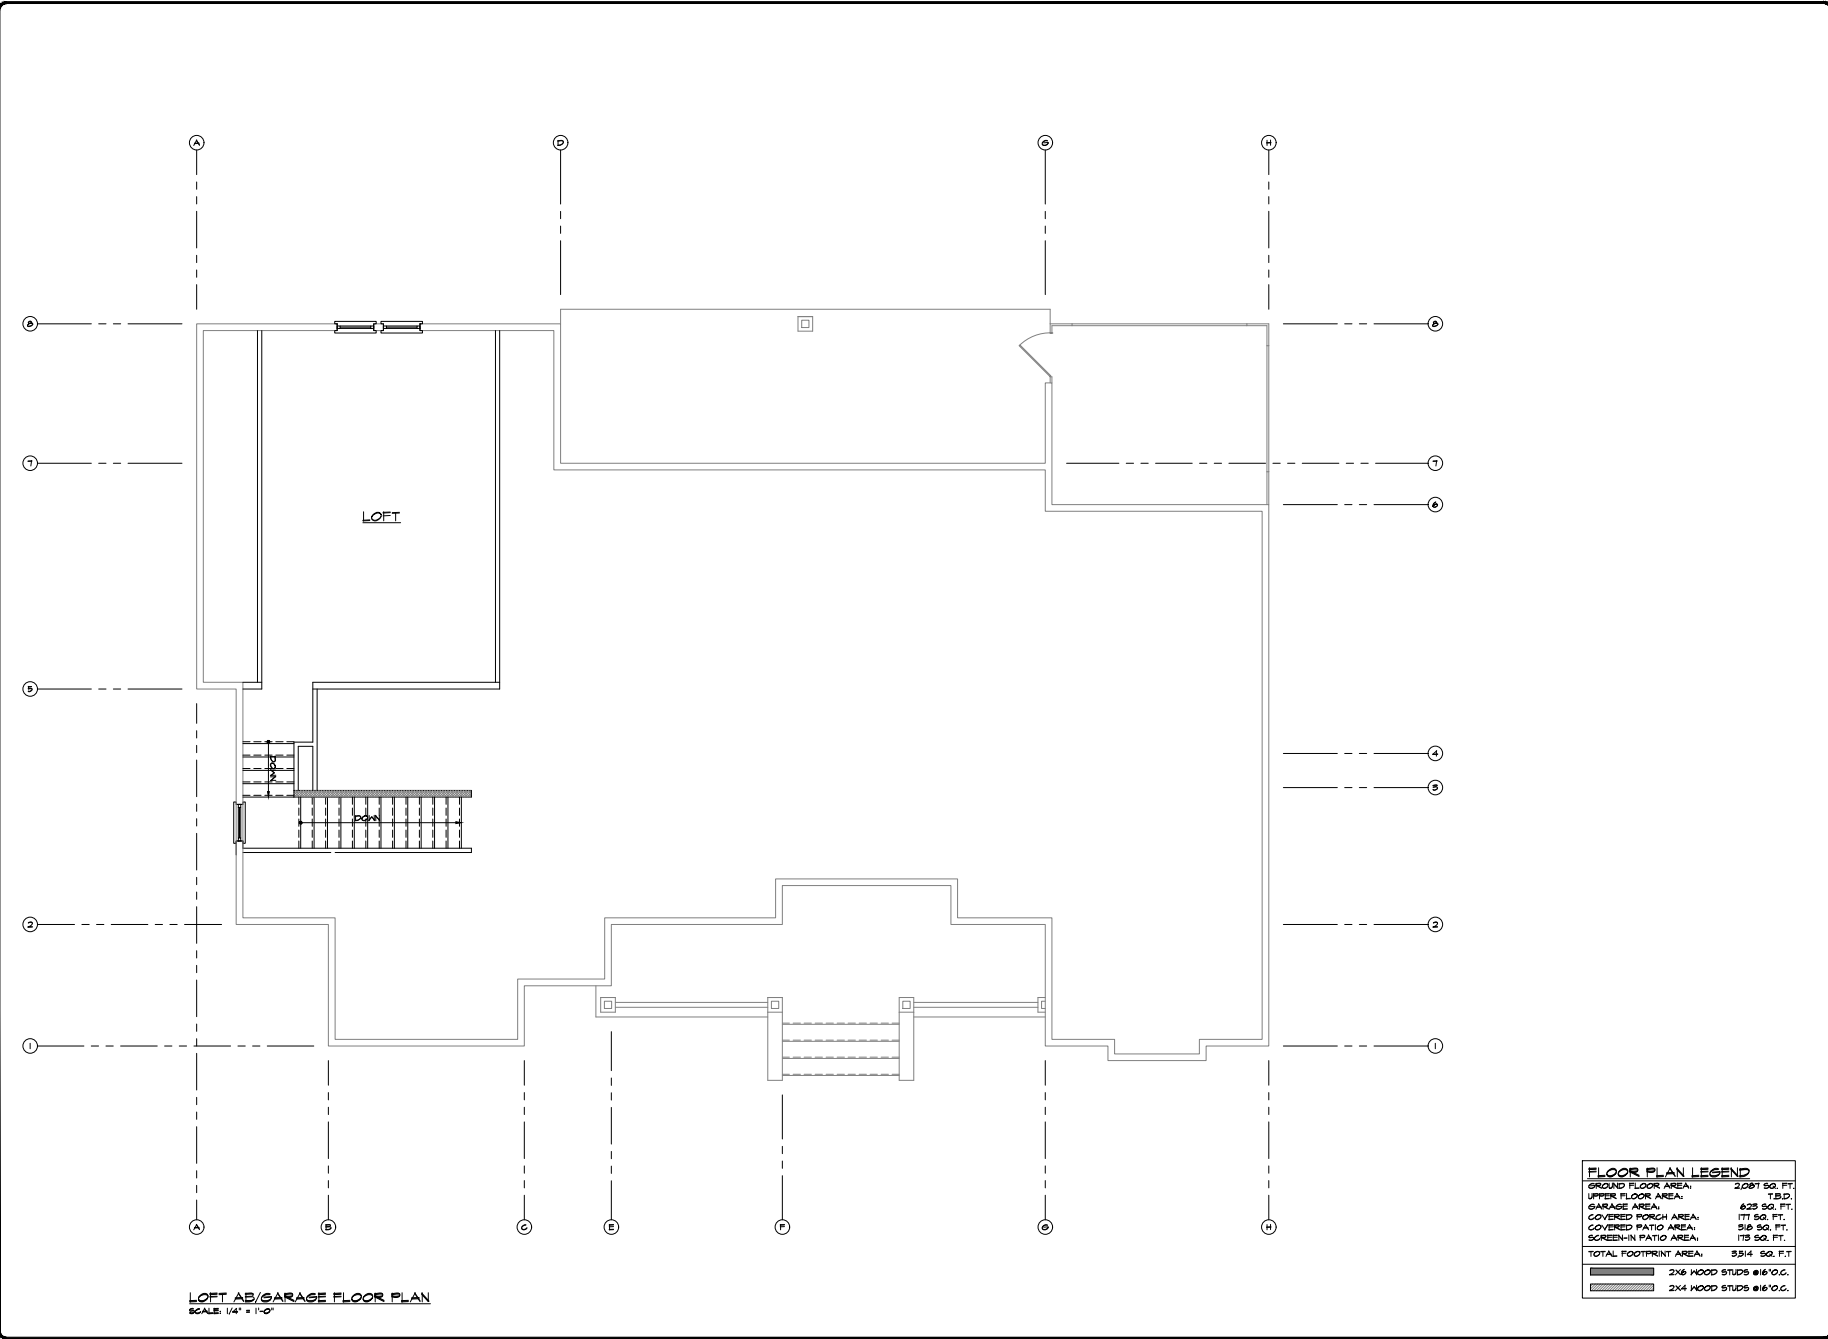 A D G H
8 8
7 7
6
LOFT
5
4
DOWN
3
DOWN
2 2
1 1
A B C E F G H
FLOOR PLAN LEGEND
GROUND FLOOR AREA: 2,087 SQ. FT.
UPPER FLOOR AREA: T.B.D.
GARAGE AREA: 623 SQ. FT.
COVERED PORCH AREA: 177 SQ. FT.
COVERED PATIO AREA: 518 SQ. FT.
SCREEN-IN PATIO AREA: 173 SQ. FT.
TOTAL FOOTPRINT AREA: 3,514 SQ. F.T
2X6 WOOD STUDS @16"O.C.
2X4 WOOD STUDS @16"O.C.
LOFT AB/GARAGE FLOOR PLAN
SCALE: 1/4" = 1'-0"